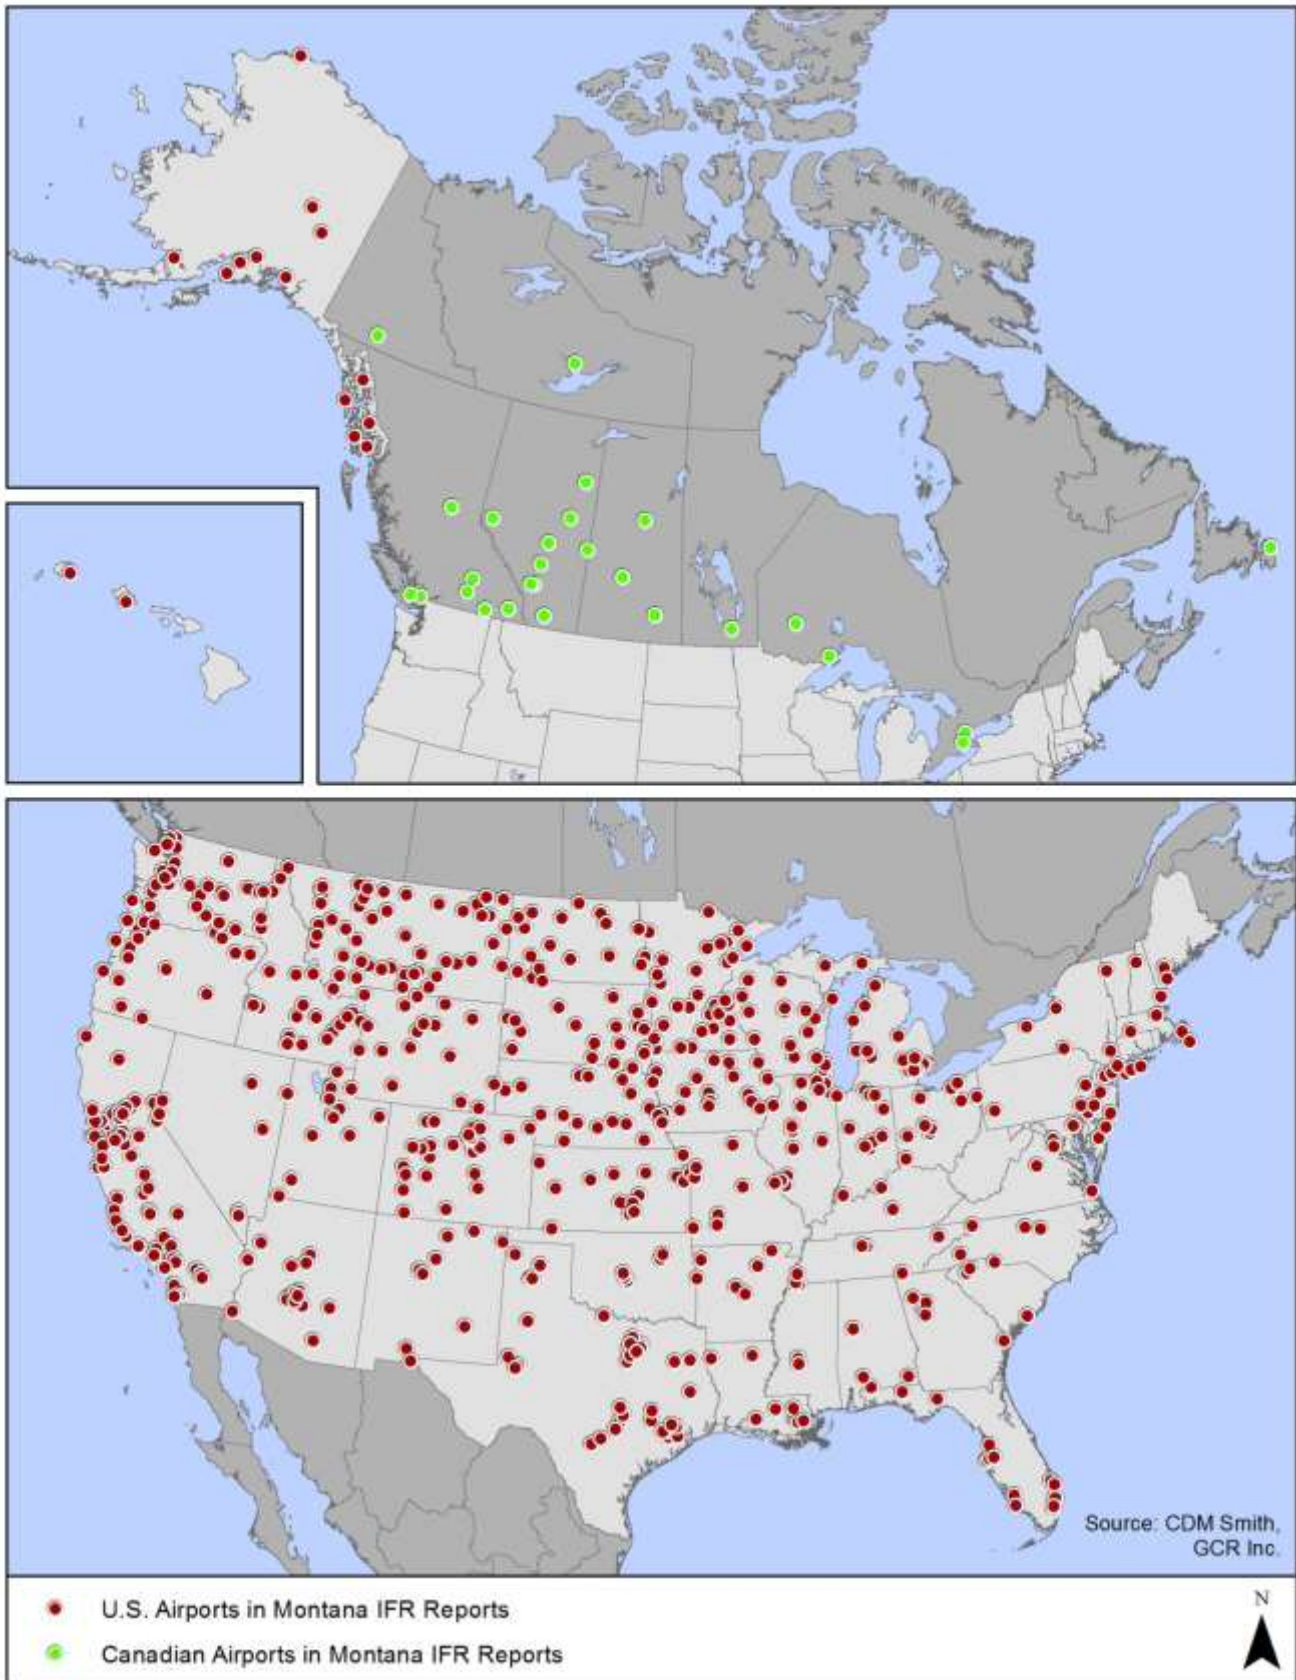 Source: CDM Smith,
GCR Inc.
U.S. Airports in Montana IFR Reports
Canadian Airports in Montana IFR Reports
N